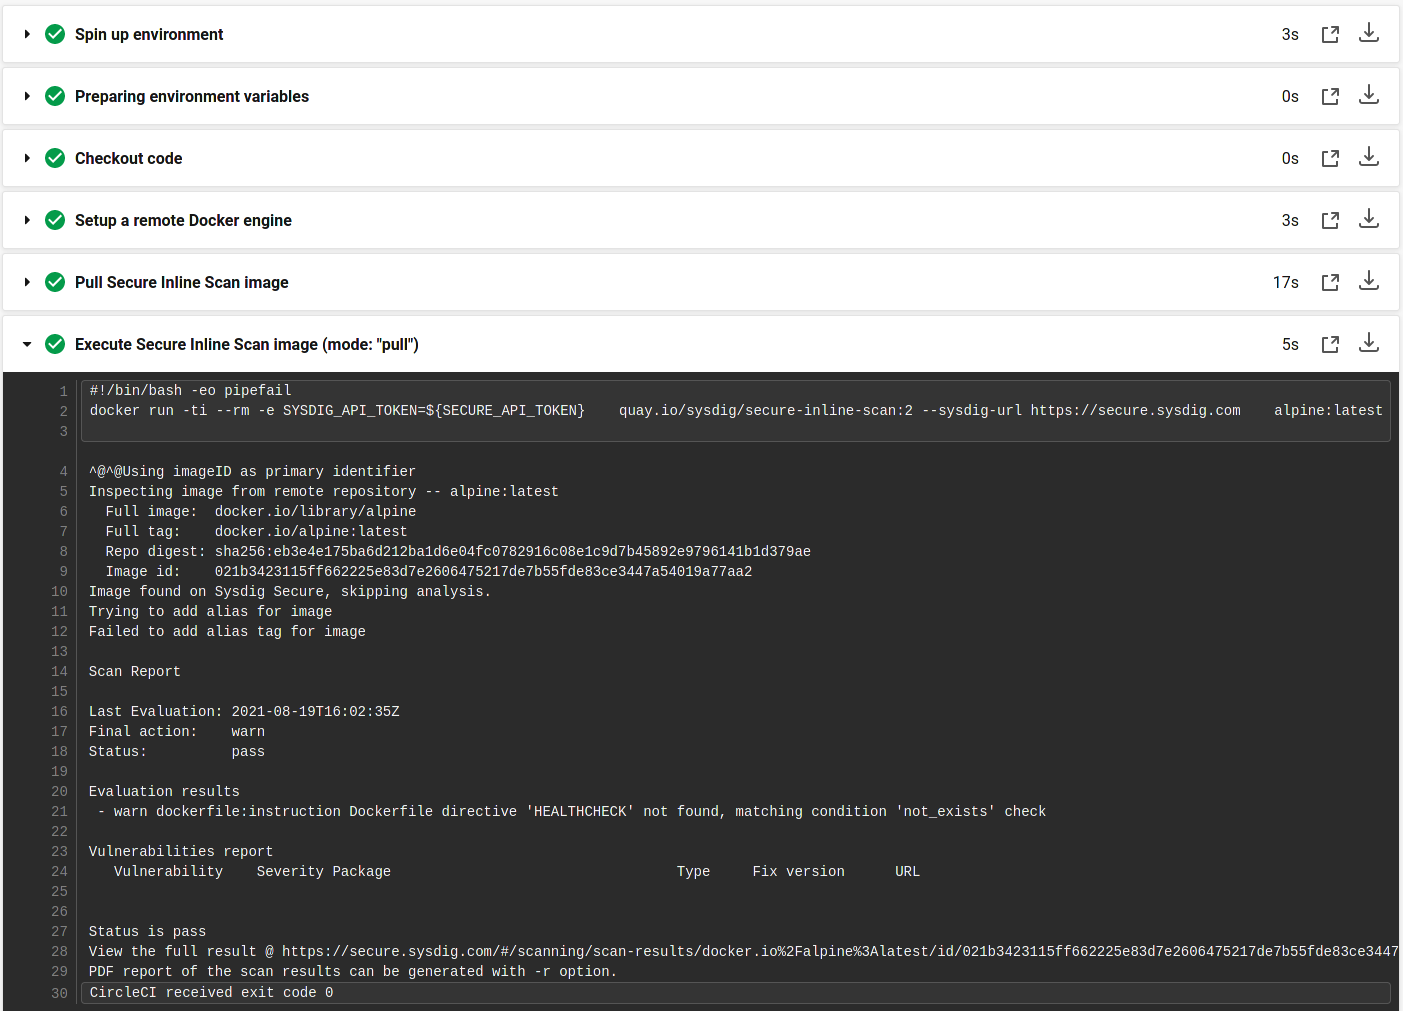 Spin up environment 3s
Preparing environment variables 0s
Checkout code 0s
Setup a remote Docker engine 3s
Pull Secure Inline Scan image 17s
Execute Secure Inline Scan image (mode: "pull") 5s
1 #!/bin/bash -eo pipefail
2 docker run -ti --rm -e SYSDIG_API_TOKEN=${SECURE_API_TOKEN}    quay.io/sysdig/secure-inline-scan:2 --sysdig-url https://secure.sysdig.com    alpine:latest
3
4 ^@^@Using imageID as primary identifier
5 Inspecting image from remote repository -- alpine:latest
6   Full image:  docker.io/library/alpine
7   Full tag:    docker.io/alpine:latest
8   Repo digest: sha256:eb3e4e175ba6d212ba1d6e04fc0782916c08e1c9d7b45892e9796141b1d379ae
9   Image id:    021b3423115ff662225e83d7e2606475217de7b55fde83ce3447a54019a77aa2
10 Image found on Sysdig Secure, skipping analysis.
11 Trying to add alias for image
12 Failed to add alias tag for image
13
14 Scan Report
15
16 Last Evaluation: 2021-08-19T16:02:35Z
17 Final action:    warn
18 Status:          pass
19
20 Evaluation results
21  - warn dockerfile:instruction Dockerfile directive 'HEALTHCHECK' not found, matching condition 'not_exists' check
22
23 Vulnerabilities report
24    Vulnerability    Severity Package                                  Type     Fix version      URL
25
26
27 Status is pass
28 View the full result @ https://secure.sysdig.com/#/scanning/scan-results/docker.io%2Falpine%3Alatest/id/021b3423115ff662225e83d7e2606475217de7b55fde83ce3447
29 PDF report of the scan results can be generated with -r option.
30 CircleCI received exit code 0